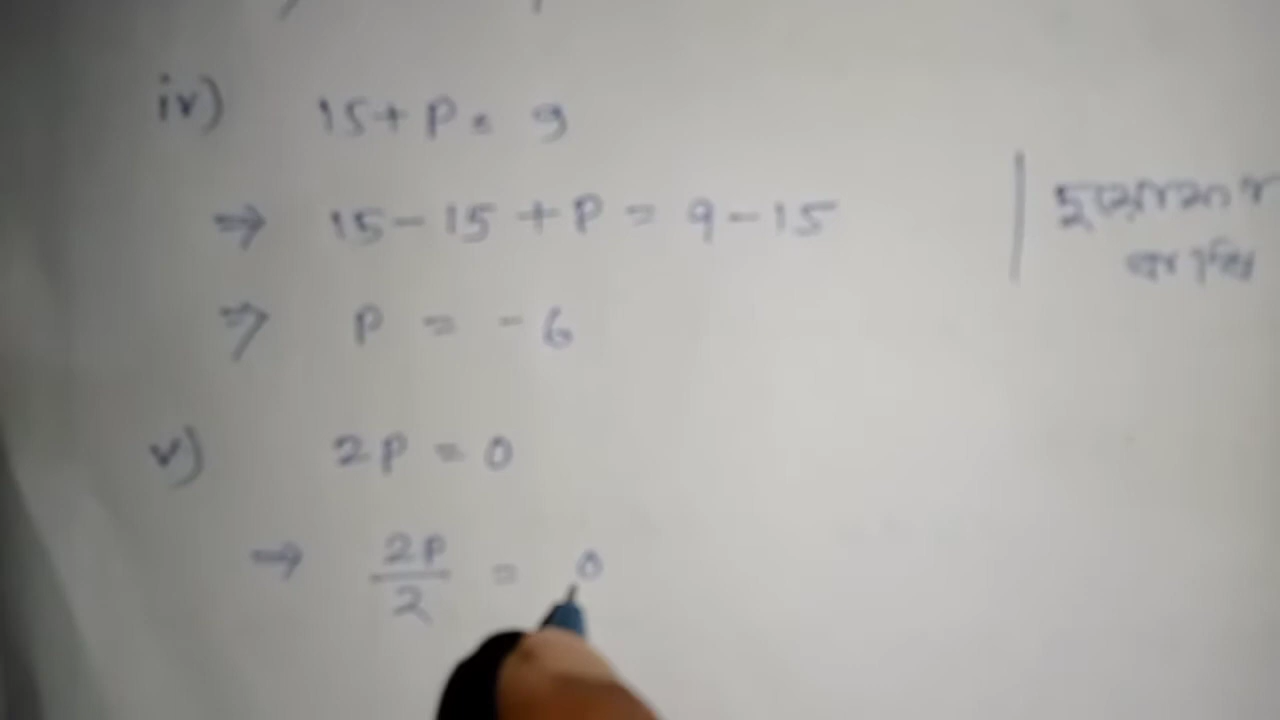 iv) 15 + P = 9
⇒ 15 - 15 + P = 9 - 15
⇒ P = - 6
v) 2P = 0
⇒ 2P/2 = 0